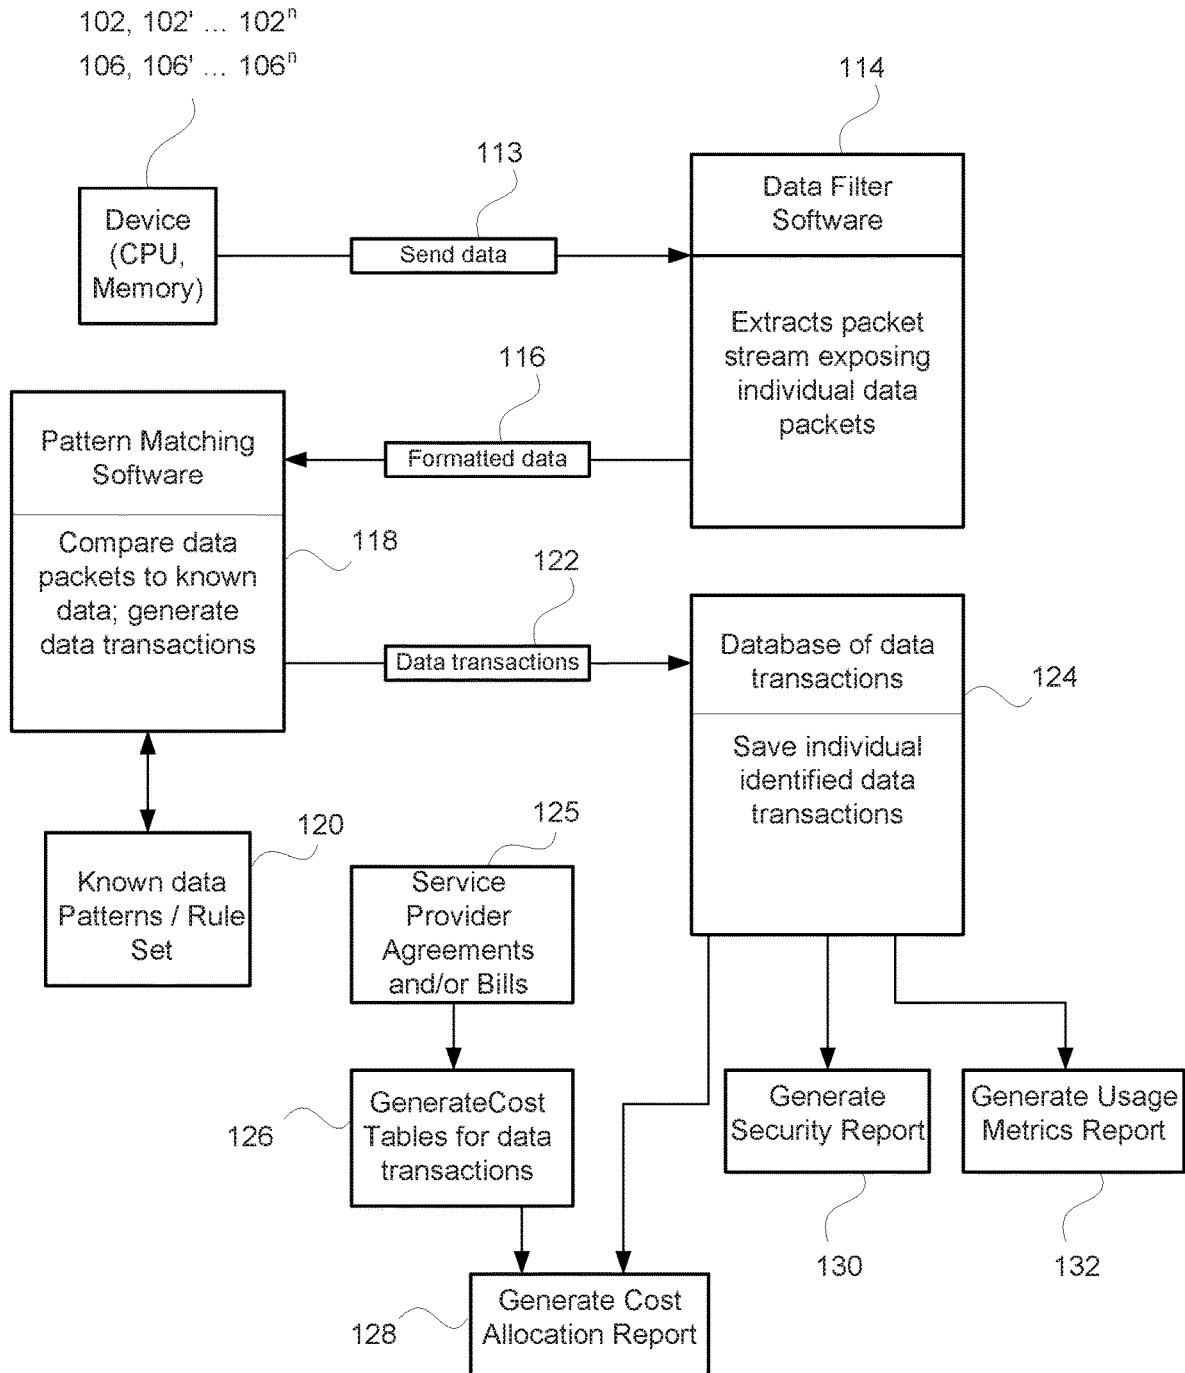 102, 102' ... 102ⁿ
106, 106' ... 106ⁿ
114
113
Device
(CPU,
Memory)
Send data
Data Filter
Software
Extracts packet
stream exposing
individual data
packets
116
Formatted data
Pattern Matching
Software
Compare data
packets to known
data; generate
data transactions
118
122
Data transactions
Database of data
transactions
Save individual
identified data
transactions
124
120
Known data
Patterns / Rule
Set
125
Service
Provider
Agreements
and/or Bills
126
GenerateCost
Tables for data
transactions
Generate
Security Report
Generate Usage
Metrics Report
130
132
128
Generate Cost
Allocation Report